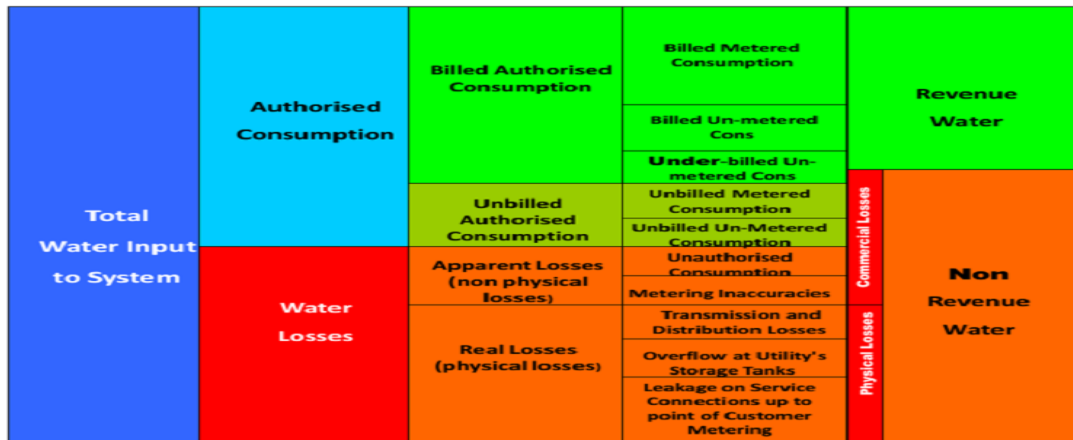 Total
Water Input
to System
Authorised
Consumption
Water
Losses
Billed Authorised
Consumption
Unbilled
Authorised
Consumption
Apparent Losses
(non physical
losses)
Real Losses
(physical losses)
Billed Metered
Consumption
Billed Un-metered
Cons
Under-billed Un-
metered Cons
Unbilled Metered
Consumption
Unbilled Un-Metered
Consumption
Unauthorised
Consumption
Metering Inaccuracies
Transmission and
Distribution Losses
Overflow at Utility's
Storage Tanks
Leakage on Service
Connections up to
point of Customer
Metering
Revenue
Water
Commercial Losses
Physical Losses
Non
Revenue
Water